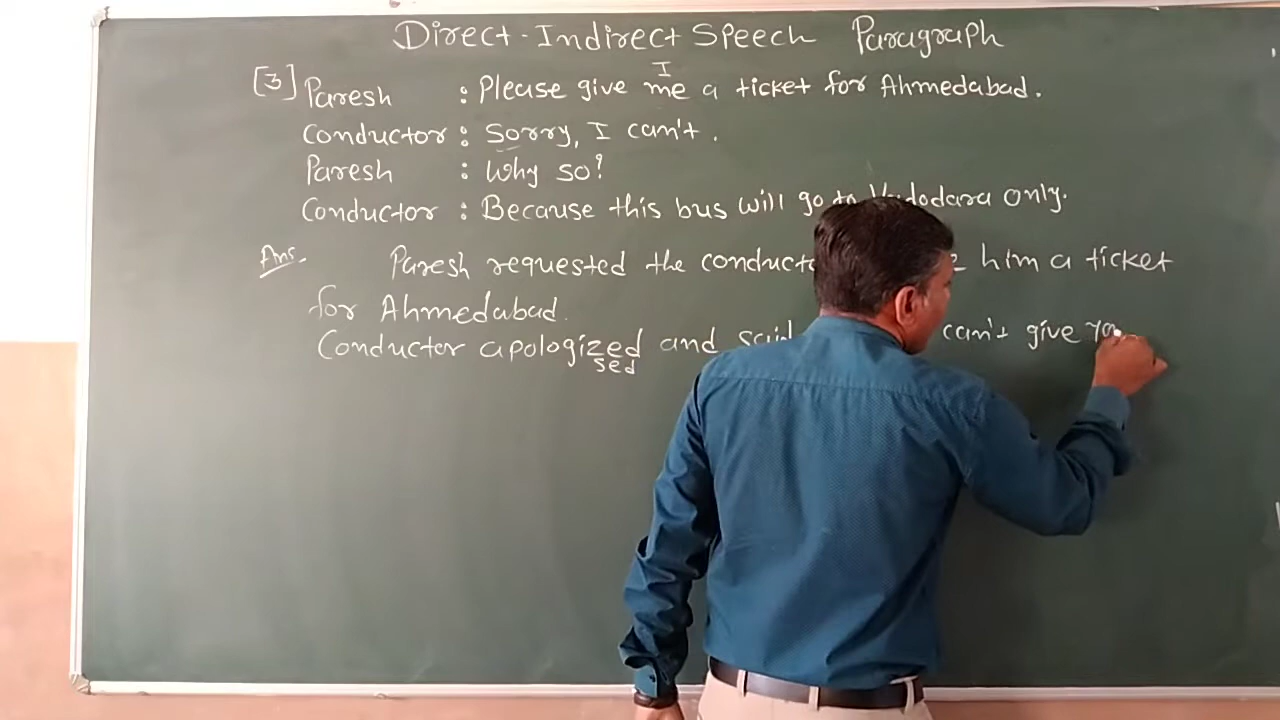 Direct-Indirect Speech Paragraph
I
[3] Paresh : Please give me a ticket for Ahmedabad.
Conductor : Sorry, I can't.
Paresh : Why so?
Conductor : Because this bus will go to Vadodara only.
Ans. Paresh requested the him a ticket
for Ahmedabad.
Conductor apologized and said can't give
sed